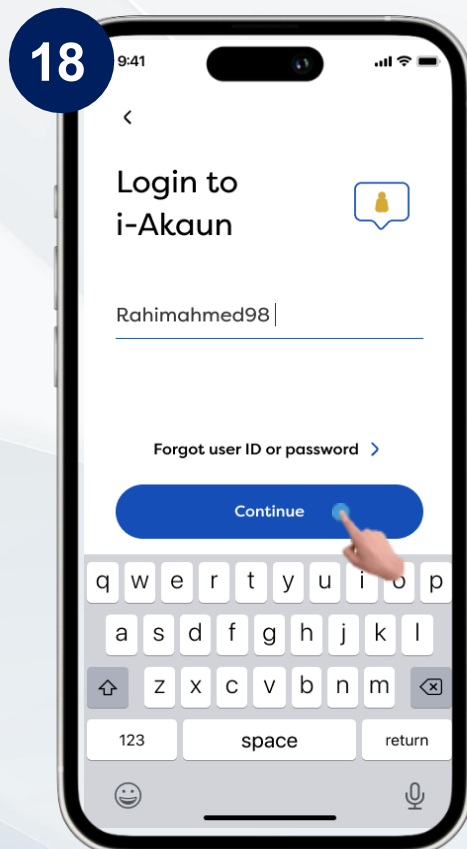 18
9:41
Login to
i-Akaun
Rahimahmed98
Forgot user ID or password
Continue
q w e r t y u i o p
a s d f g h j k l
z x c v b n m
123 space return